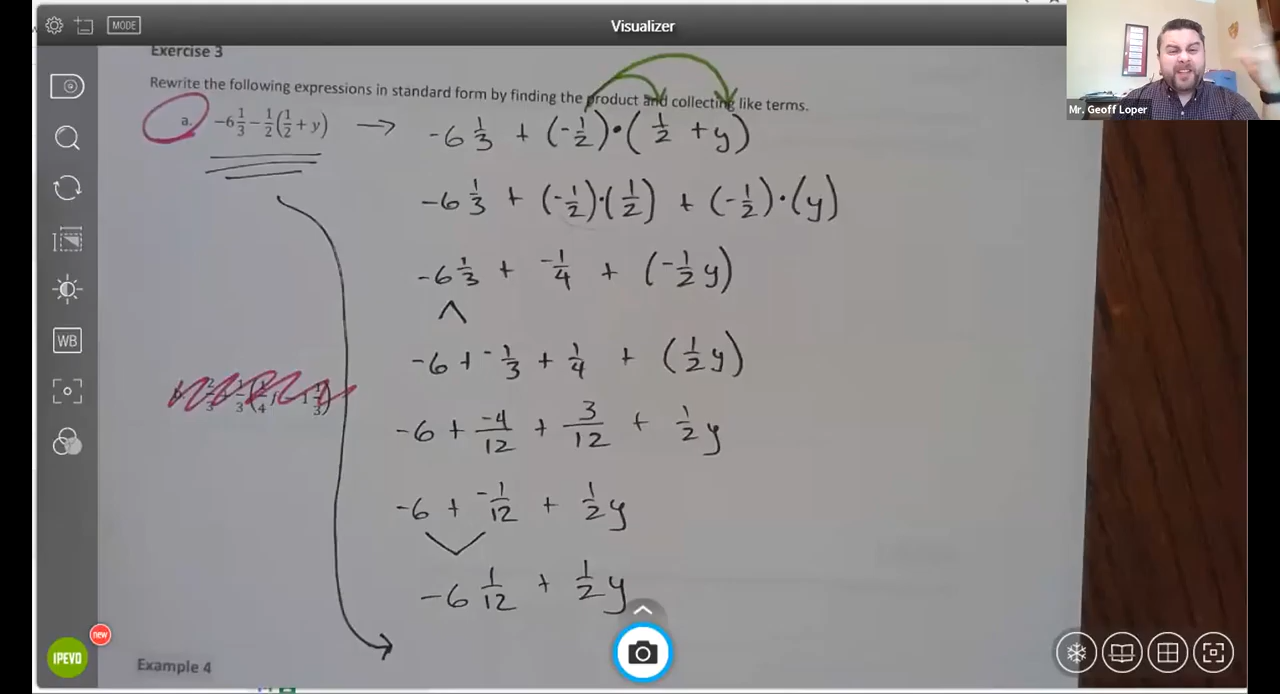 MODE
Visualizer
Exercise 3
Rewrite the following expressions in standard form by finding the product and collecting like terms.
a. −6 1/3 − 1/2(1/2 + y) → -6 1/3 + (-1/2)·(1/2 + y)
-6 1/3 + (-1/2)·(1/2) + (-1/2)·(y)
-6 1/3 + -1/4 + (-1/2 y)
-6 + -1/3 + 1/4 + (1/2 y)
-6 + -4/12 + 3/12 + 1/2 y
-6 + -1/12 + 1/2 y
-6 1/12 + 1/2 y
Example 4
Mr. Geoff Loper
WB
new
IPEVO